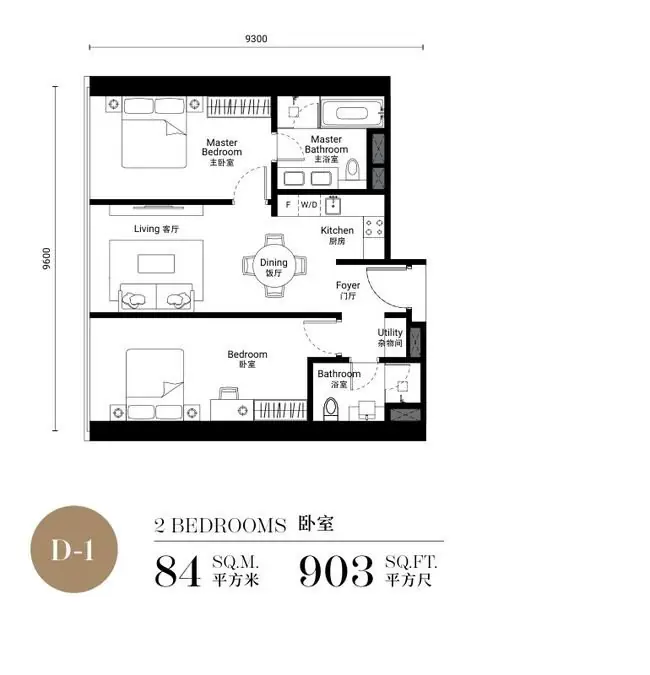 9300
9600
Master
Bedroom
主卧室
Master
Bathroom
主浴室
F
W/D
Living 客厅
Kitchen
厨房
Dining
饭厅
Foyer
门厅
Utility
杂物间
Bedroom
卧室
Bathroom
浴室
D-1
2 BEDROOMS 卧室
84 SQ.M.
平方米
903 SQ.FT.
平方尺